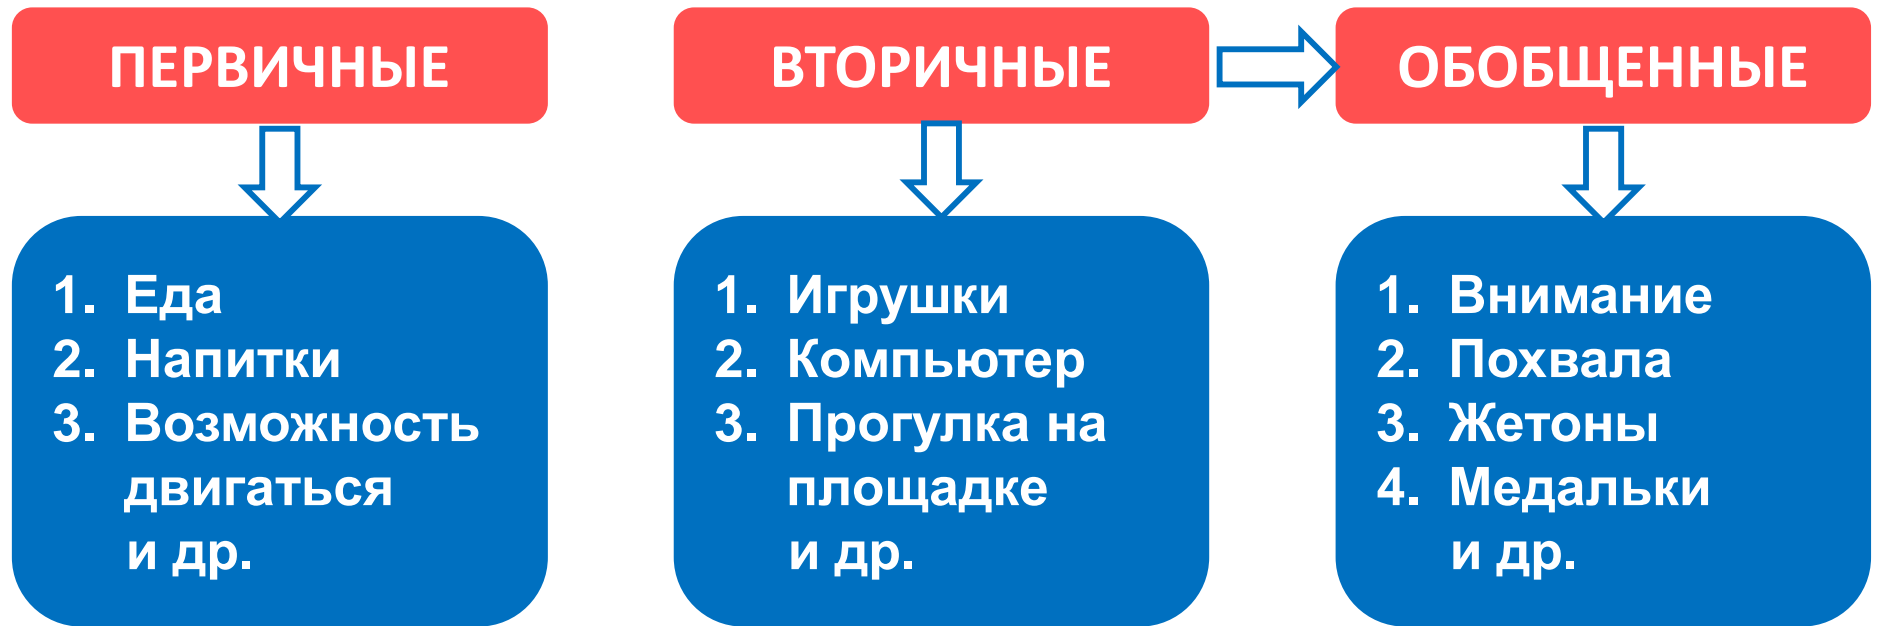 ПЕРВИЧНЫЕ
1. Еда
2. Напитки
3. Возможность
двигаться
и др.
ВТОРИЧНЫЕ
1. Игрушки
2. Компьютер
3. Прогулка на
площадке
и др.
ОБОБЩЕННЫЕ
1. Внимание
2. Похвала
3. Жетоны
4. Медальки
и др.